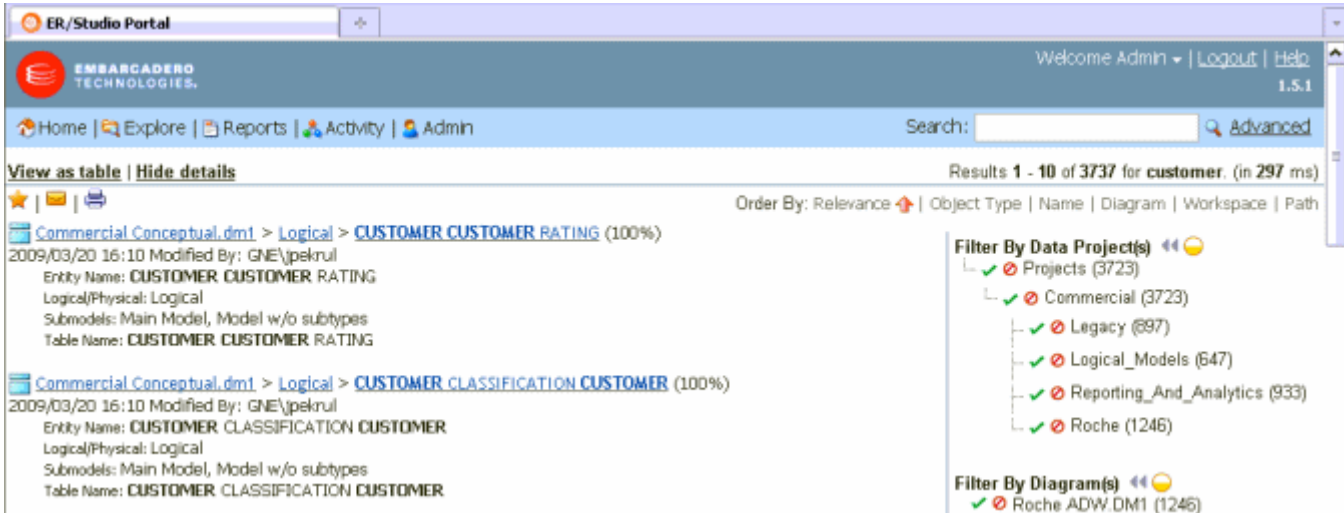 ER/Studio Portal
EMBARCADERO
TECHNOLOGIES.
Welcome Admin | Logout | Help
1.5.1
Home | Explore | Reports | Activity | Admin
Search: Advanced
View as table | Hide details
Results 1 - 10 of 3737 for customer. (in 297 ms)
Order By: Relevance | Object Type | Name | Diagram | Workspace | Path
Commercial Conceptual.dm1 > Logical > CUSTOMER CUSTOMER RATING (100%)
2009/03/20 16:10 Modified By: GNE\jpekrul
Entity Name: CUSTOMER CUSTOMER RATING
Logical/Physical: Logical
Submodels: Main Model, Model w/o subtypes
Table Name: CUSTOMER CUSTOMER RATING
Commercial Conceptual.dm1 > Logical > CUSTOMER CLASSIFICATION CUSTOMER (100%)
2009/03/20 16:10 Modified By: GNE\jpekrul
Entity Name: CUSTOMER CLASSIFICATION CUSTOMER
Logical/Physical: Logical
Submodels: Main Model, Model w/o subtypes
Table Name: CUSTOMER CLASSIFICATION CUSTOMER
Filter By Data Project(s)
Projects (3723)
Commercial (3723)
Legacy (897)
Logical_Models (647)
Reporting_And_Analytics (933)
Roche (1246)
Filter By Diagram(s)
Roche ADW.DM1 (1246)